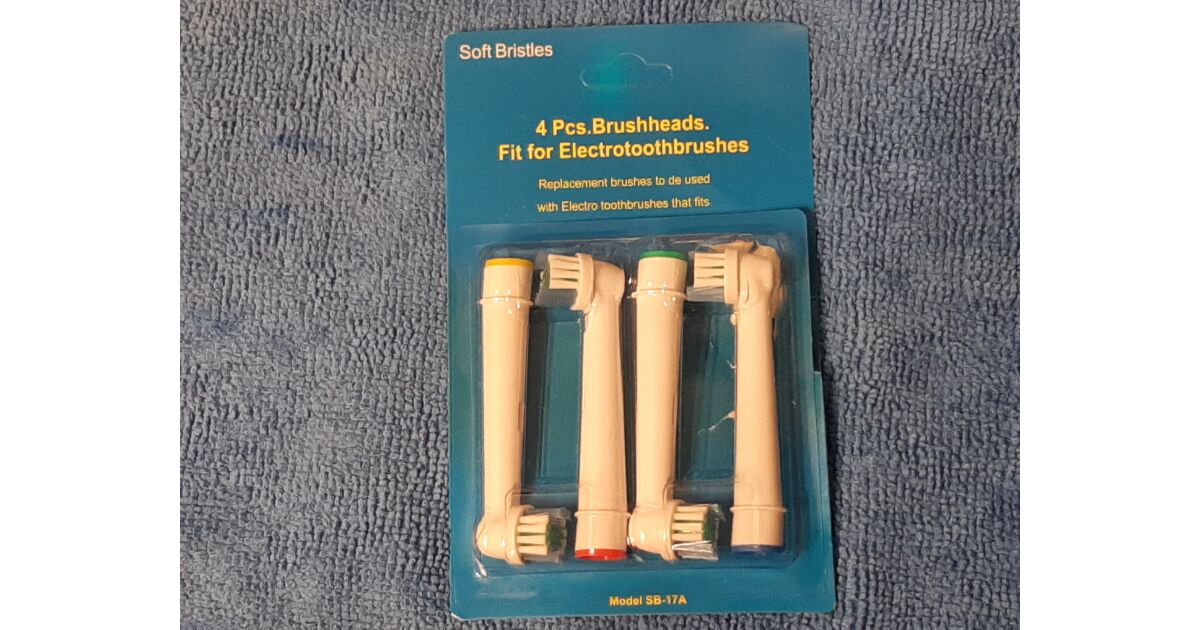 Soft Bristles
4 Pcs.Brushheads.
Fit for Electrotoothbrushes
Replacement brushes to de used
with Electro toothbrushes that fits
Model SB-17A